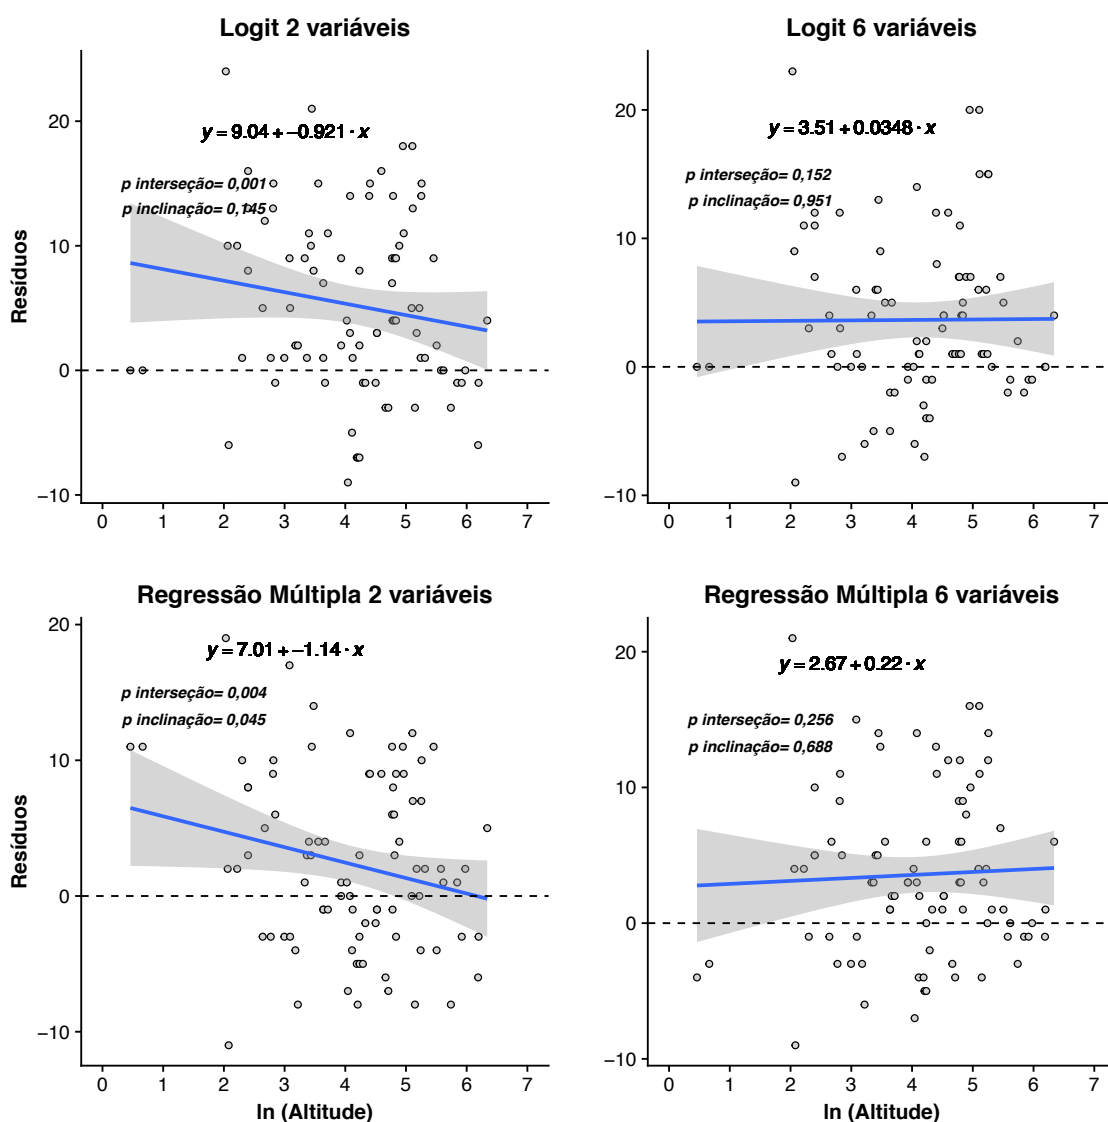 Logit 2 variáveis
Resíduos
y = 9.04 + −0.921 · x
p interseção= 0,001
p inclinação= 0,145
20
10
0
−10
0 1 2 3 4 5 6 7
Logit 6 variáveis
y = 3.51 + 0.0348 · x
p interseção= 0,152
p inclinação= 0,951
20
10
0
−10
0 1 2 3 4 5 6 7
Regressão Múltipla 2 variáveis
Resíduos
y = 7.01 + −1.14 · x
p interseção= 0,004
p inclinação= 0,045
20
10
0
−10
0 1 2 3 4 5 6 7
ln (Altitude)
Regressão Múltipla 6 variáveis
y = 2.67 + 0.22 · x
p interseção= 0,256
p inclinação= 0,688
20
10
0
−10
0 1 2 3 4 5 6 7
ln (Altitude)